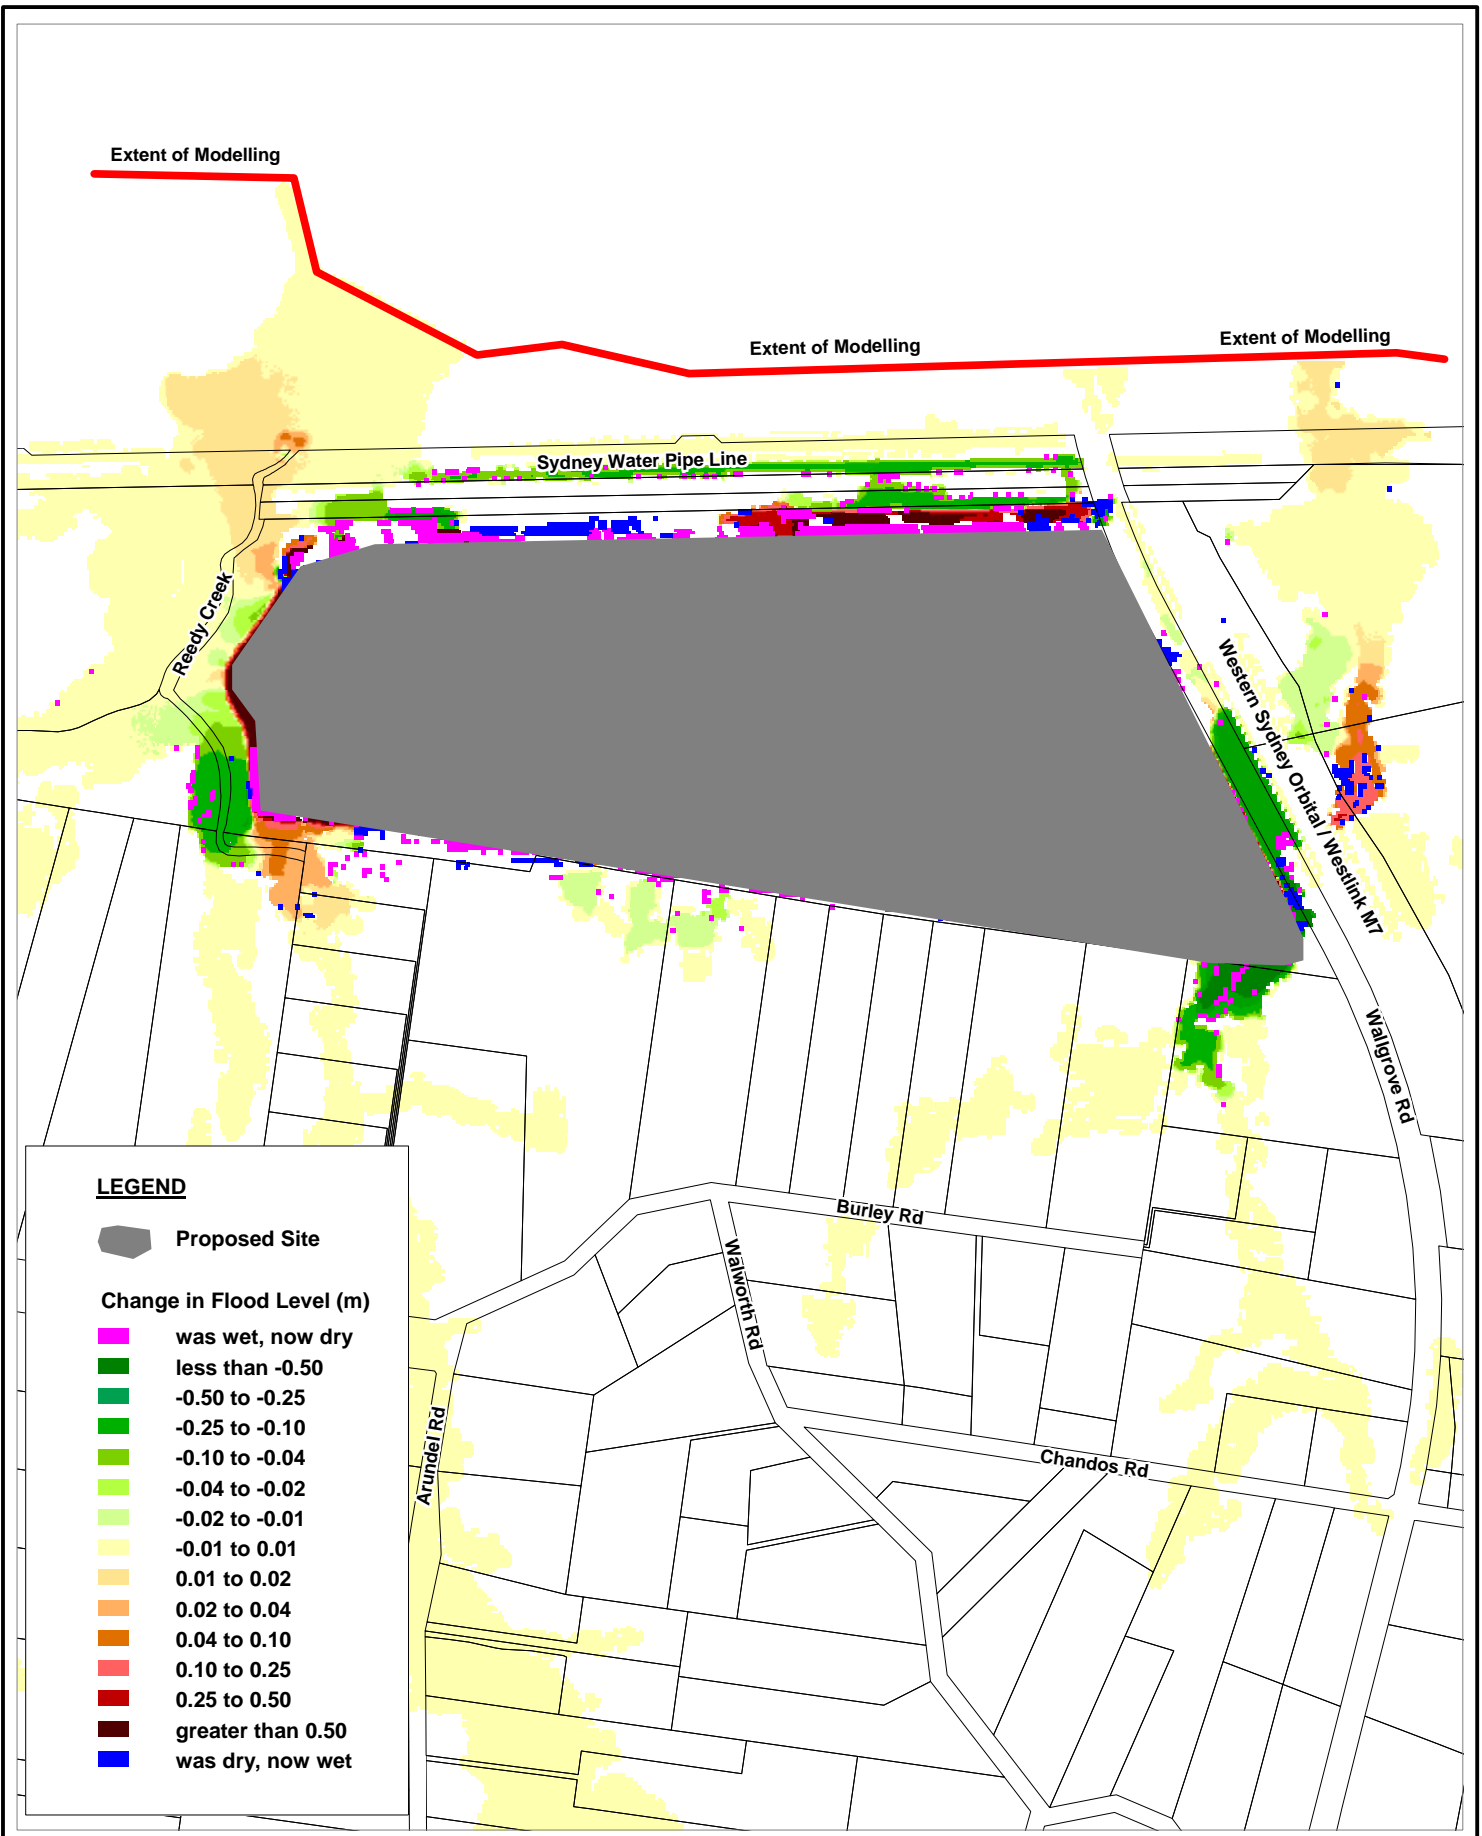 Extent of Modelling
Extent of Modelling
Extent of Modelling
Sydney Water Pipe Line
Reedy Creek
Western Sydney Orbital / Westlink M7
Wallgrove Rd
Burley Rd
Walworth Rd
Chandos Rd
Arundel Rd
LEGEND
Proposed Site
Change in Flood Level (m)
was wet, now dry
less than -0.50
-0.50 to -0.25
-0.25 to -0.10
-0.10 to -0.04
-0.04 to -0.02
-0.02 to -0.01
-0.01 to 0.01
0.01 to 0.02
0.02 to 0.04
0.04 to 0.10
0.10 to 0.25
0.25 to 0.50
greater than 0.50
was dry, now wet